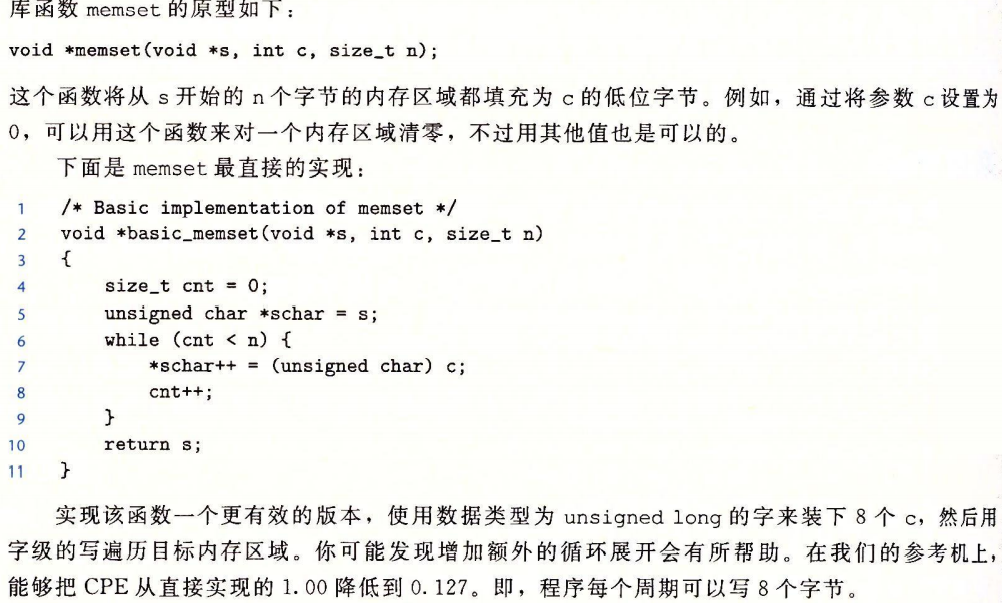 库函数 memset 的原型如下：
void *memset(void *s, int c, size_t n);
这个函数将从 s 开始的 n 个字节的内存区域都填充为 c 的低位字节。例如，通过将参数 c 设置为
0，可以用这个函数来对一个内存区域清零，不过用其他值也是可以的。
下面是 memset 最直接的实现：
1 /* Basic implementation of memset */
2 void *basic_memset(void *s, int c, size_t n)
3 {
4 size_t cnt = 0;
5 unsigned char *schar = s;
6 while (cnt < n) {
7 *schar++ = (unsigned char) c;
8 cnt++;
9 }
10 return s;
11 }
实现该函数一个更有效的版本，使用数据类型为 unsigned long 的字来装下 8 个 c，然后用
字级的写遍历目标内存区域。你可能发现增加额外的循环展开会有所帮助。在我们的参考机上，
能够把 CPE 从直接实现的 1.00 降低到 0.127。即，程序每个周期可以写 8 个字节。